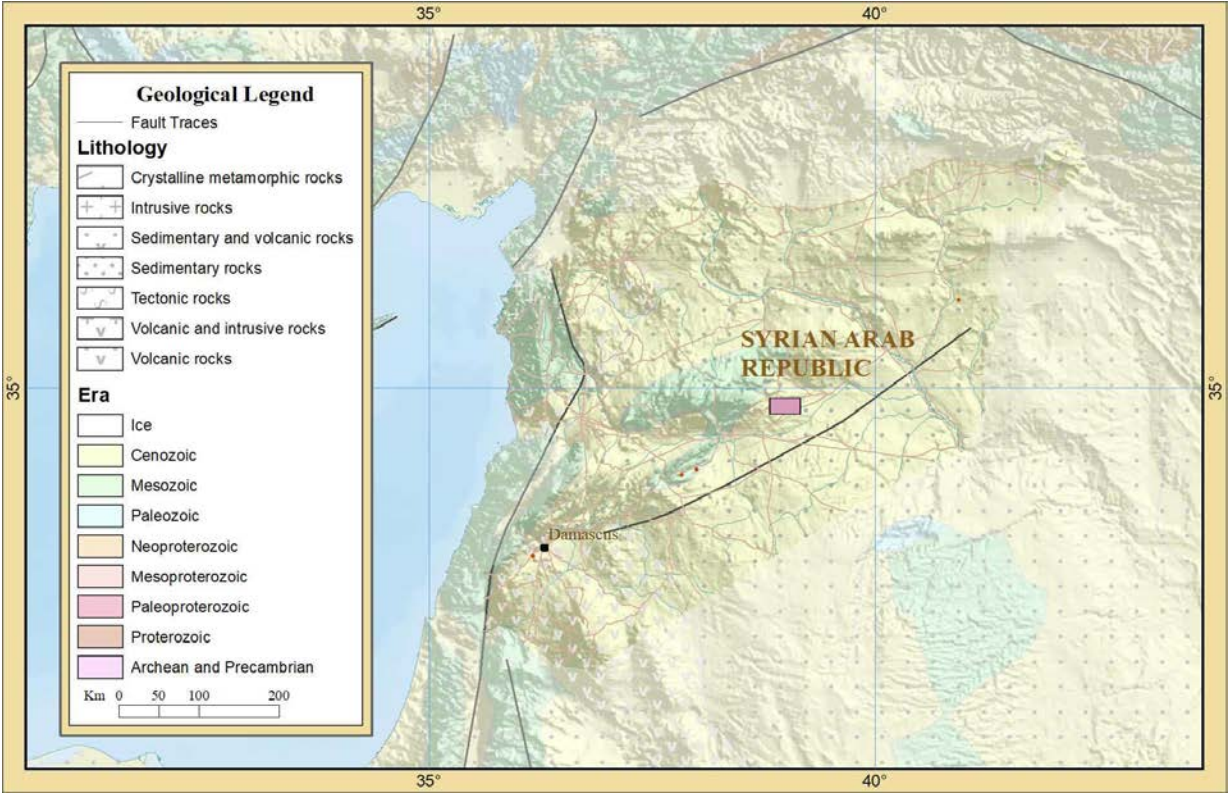 35°
40°
Geological Legend
Fault Traces
Lithology
Crystalline metamorphic rocks
Intrusive rocks
Sedimentary and volcanic rocks
Sedimentary rocks
Tectonic rocks
Volcanic and intrusive rocks
Volcanic rocks
Era
Ice
Cenozoic
Mesozoic
Paleozoic
Neoproterozoic
Mesoproterozoic
Paleoproterozoic
Proterozoic
Archean and Precambrian
Km 0 50 100 200
SYRIAN ARAB
REPUBLIC
Damascus
35°
35°
35°
40°